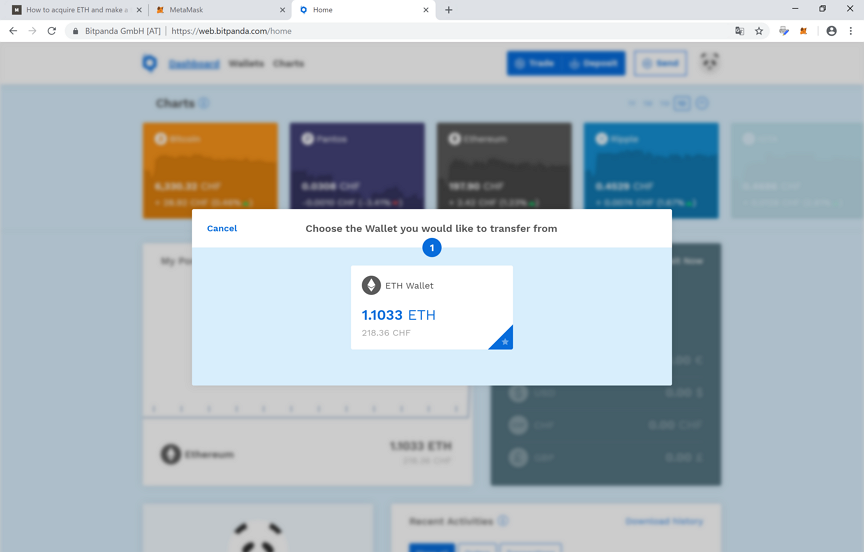 How to acquire ETH and make a
MetaMask
Home
Bitpanda GmbH [AT]
https://web.bitpanda.com/home
Dashboard
Wallets
Charts
Trade
Deposit
Send
Charts
Bitcoin
Pantos
Ethereum
Ripple
6,330.32 CHF
0.0308 CHF
197.90 CHF
0.4529 CHF
Cancel
Choose the Wallet you would like to transfer from
1
ETH Wallet
1.1033 ETH
218.36 CHF
Ethereum
1.1033 ETH
218.36 CHF
Recent Activities
Download history